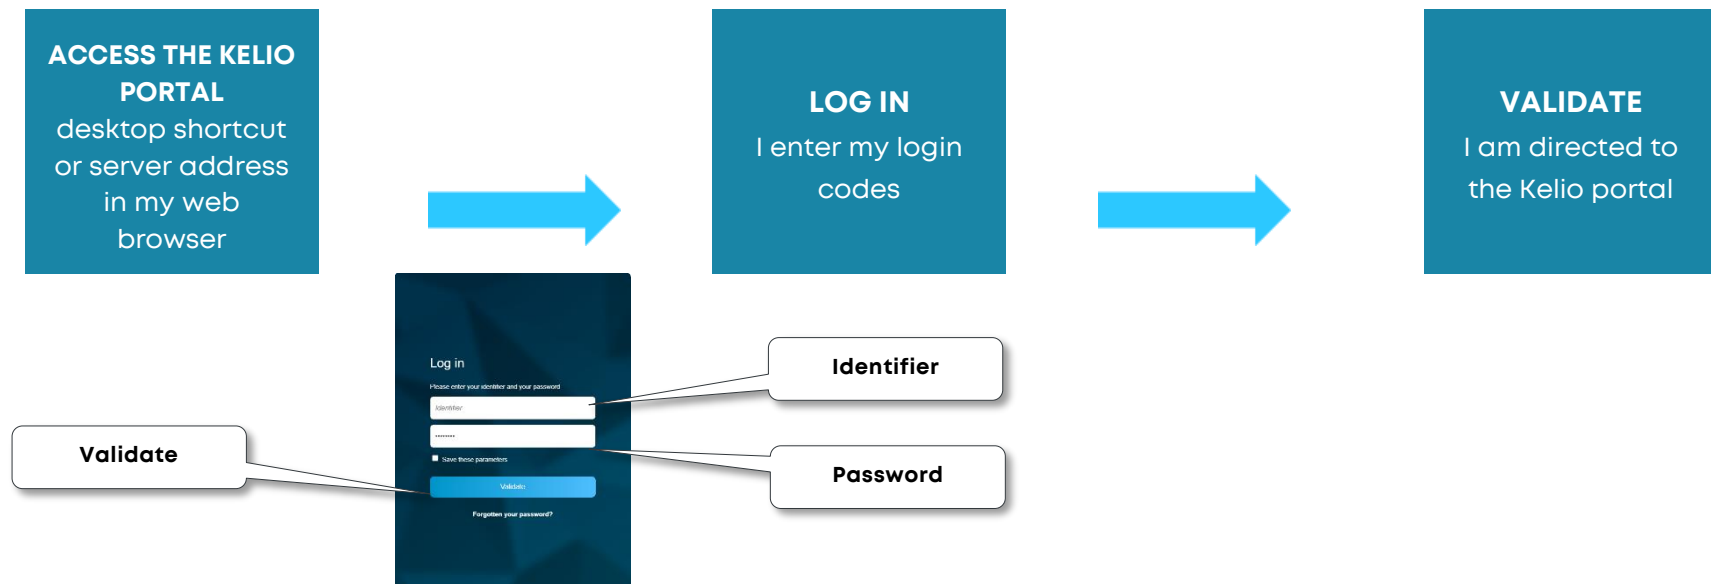 ACCESS THE KELIO
PORTAL
desktop shortcut
or server address
in my web
browser
LOG IN
I enter my login
codes
VALIDATE
I am directed to
the Kelio portal
Log in
Please enter your identifier and your password
Identifier
••••••••
Save these parameters
Validate
Forgotten your password?
Identifier
Password
Validate